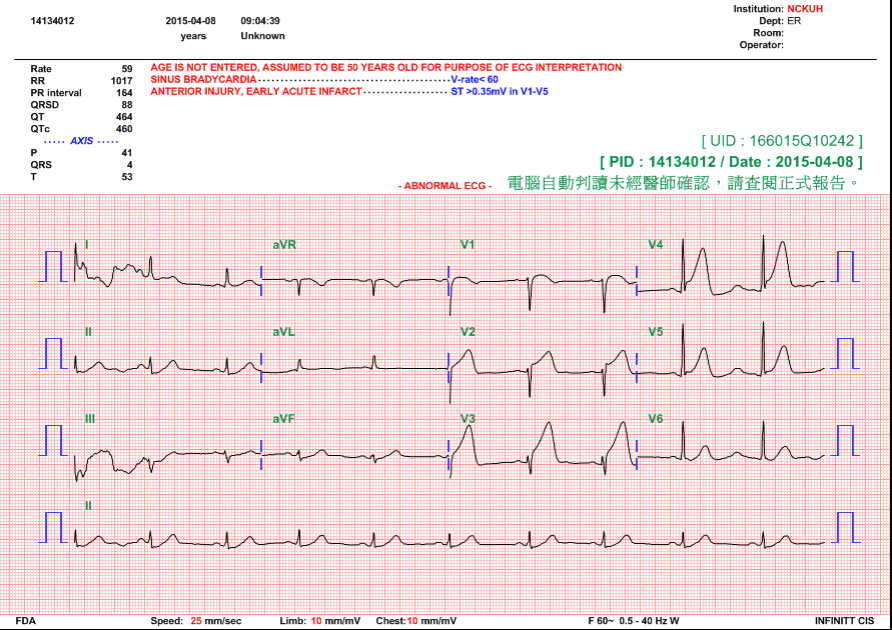 Institution: NCKUH
14134012 2015-04-08 09:04:39 Dept: ER
years Unknown Room:
Operator:
Rate 59 AGE IS NOT ENTERED, ASSUMED TO BE 50 YEARS OLD FOR PURPOSE OF ECG INTERPRETATION
RR 1017 SINUS BRADYCARDIA------------------------------------------------V-rate< 60
PR interval 164 ANTERIOR INJURY, EARLY ACUTE INFARCT--------------------- ST >0.35mV in V1-V5
QRSD 88
QT 464
QTc 460
----- AXIS -----
P 41
QRS 4
T 53
[ UID : 166015Q10242 ]
[ PID : 14134012 / Date : 2015-04-08 ]
- ABNORMAL ECG - 電腦自動判讀未經醫師確認，請查閱正式報告。
I aVR V1 V4
II aVL V2 V5
III aVF V3 V6
II
FDA Speed: 25 mm/sec Limb: 10 mm/mV Chest:10 mm/mV F 60~ 0.5 - 40 Hz W INFINITT CIS